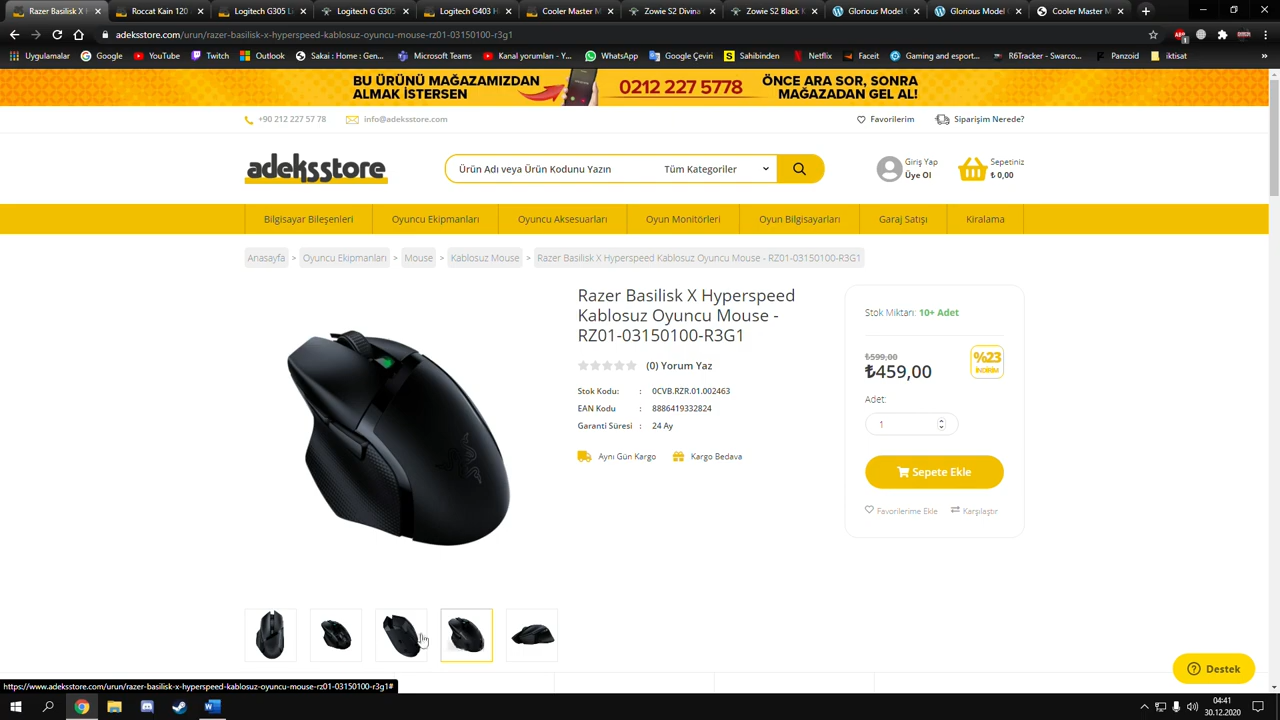 Razer Basilisk X
Roccat Kain 120
Logitech G305 Li
Logitech G G305
Logitech G403 H
Cooler Master M
Zowie S2 Divina
Zowie S2 Black K
Glorious Model
Glorious Model
Cooler Master M
adeksstore.com/urun/razer-basilisk-x-hyperspeed-kablosuz-oyuncu-mouse-rz01-03150100-r3g1
Uygulamalar
Google
YouTube
Twitch
Outlook
Sakai : Home : Gele...
Microsoft Teams
Kanal yorumları - Y...
WhatsApp
Google Çeviri
Sahibinden
Netflix
Faceit
Gaming and esport...
R6Tracker - Swarco...
Panzoid
iktisat
BU ÜRÜNÜ MAĞAZAMIZDAN
ALMAK İSTERSEN
0212 227 5778
ÖNCE ARA SOR, SONRA
MAĞAZADAN GEL AL!
+90 212 227 57 78
info@adeksstore.com
Favorilerim
Siparişim Nerede?
adeksstore
Ürün Adı veya Ürün Kodunu Yazın
Tüm Kategoriler
Giriş Yap
Üye Ol
Sepetiniz
₺ 0,00
Bilgisayar Bileşenleri
Oyuncu Ekipmanları
Oyuncu Aksesuarları
Oyun Monitörleri
Oyun Bilgisayarları
Garaj Satışı
Kiralama
Anasayfa > Oyuncu Ekipmanları > Mouse > Kablosuz Mouse > Razer Basilisk X Hyperspeed Kablosuz Oyuncu Mouse - RZ01-03150100-R3G1
Razer Basilisk X Hyperspeed
Kablosuz Oyuncu Mouse -
RZ01-03150100-R3G1
(0) Yorum Yaz
Stok Kodu: : 0CVB.RZR.01.002463
EAN Kodu : 8886419332824
Garanti Süresi : 24 Ay
Aynı Gün Kargo
Kargo Bedava
Stok Miktarı: 10+ Adet
₺599,00
₺459,00
%23
İNDİRİM
Adet:
1
Sepete Ekle
Favorilerime Ekle
Karşılaştır
Destek
https://www.adeksstore.com/urun/razer-basilisk-x-hyperspeed-kablosuz-oyuncu-mouse-rz01-03150100-r3g1#
04:41
30.12.2020